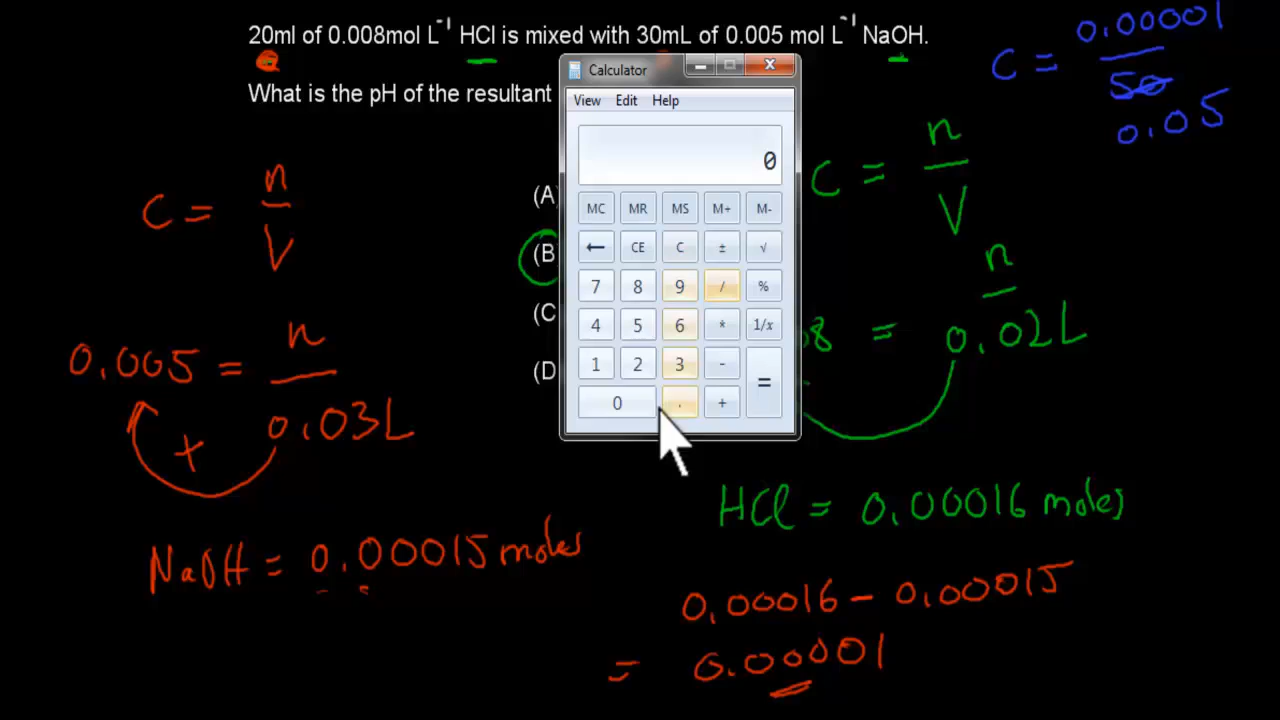 20ml of 0.008mol L⁻¹ HCl is mixed with 30mL of 0.005 mol L⁻¹ NaOH.
What is the pH of the resultant
C = 0.00001 / 50
0.05
C = n / V
C = n / V
(A)
(B
(C
(D
0.005 = n / 0.03L
+
08 = n / 0.02L
NaOH = 0.00015 moles
HCl = 0.00016 moles
0.00016 - 0.00015
= 0.00001
Calculator
View Edit Help
0
MC MR MS M+ M-
← CE C ± √
7 8 9 / %
4 5 6 * 1/x
1 2 3 - =
0 . +